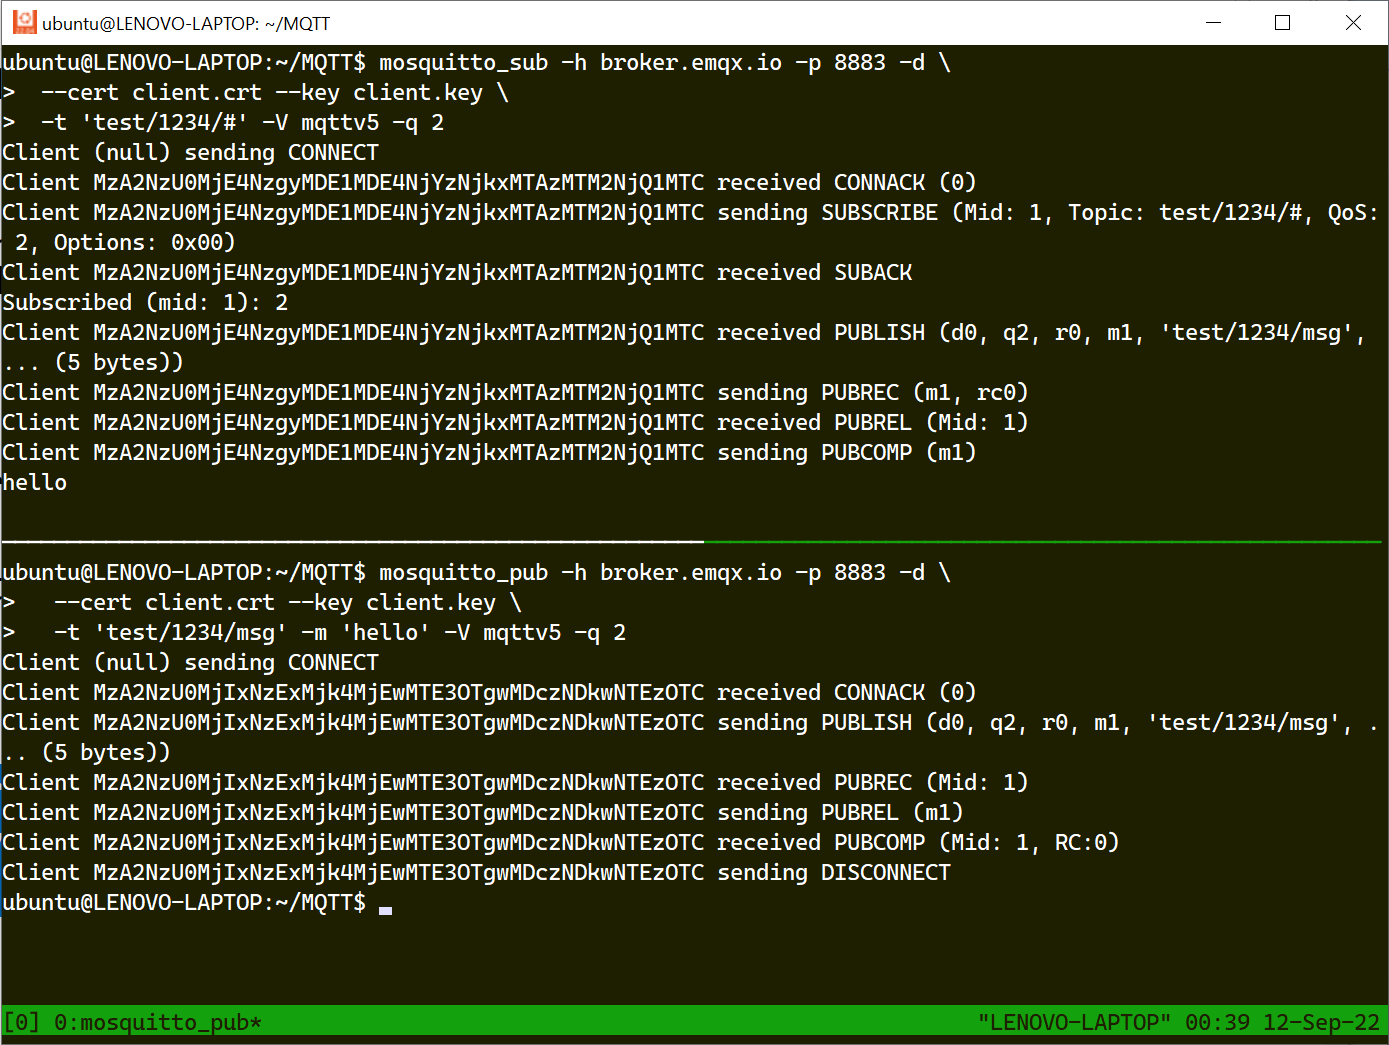 ubuntu@LENOVO-LAPTOP: ~/MQTT
ubuntu@LENOVO-LAPTOP:~/MQTT$ mosquitto_sub -h broker.emqx.io -p 8883 -d \
>  --cert client.crt --key client.key \
>  -t 'test/1234/#' -V mqttv5 -q 2
Client (null) sending CONNECT
Client MzA2NzU0MjE4NzgyMDE1MDE4NjYzNjkxMTAzMTM2NjQ1MTC received CONNACK (0)
Client MzA2NzU0MjE4NzgyMDE1MDE4NjYzNjkxMTAzMTM2NjQ1MTC sending SUBSCRIBE (Mid: 1, Topic: test/1234/#, QoS:
 2, Options: 0x00)
Client MzA2NzU0MjE4NzgyMDE1MDE4NjYzNjkxMTAzMTM2NjQ1MTC received SUBACK
Subscribed (mid: 1): 2
Client MzA2NzU0MjE4NzgyMDE1MDE4NjYzNjkxMTAzMTM2NjQ1MTC received PUBLISH (d0, q2, r0, m1, 'test/1234/msg',
... (5 bytes))
Client MzA2NzU0MjE4NzgyMDE1MDE4NjYzNjkxMTAzMTM2NjQ1MTC sending PUBREC (m1, rc0)
Client MzA2NzU0MjE4NzgyMDE1MDE4NjYzNjkxMTAzMTM2NjQ1MTC received PUBREL (Mid: 1)
Client MzA2NzU0MjE4NzgyMDE1MDE4NjYzNjkxMTAzMTM2NjQ1MTC sending PUBCOMP (m1)
hello
ubuntu@LENOVO-LAPTOP:~/MQTT$ mosquitto_pub -h broker.emqx.io -p 8883 -d \
>   --cert client.crt --key client.key \
>   -t 'test/1234/msg' -m 'hello' -V mqttv5 -q 2
Client (null) sending CONNECT
Client MzA2NzU0MjIxNzExMjk4MjEwMTE3OTgwMDczNDkwNTEzOTC received CONNACK (0)
Client MzA2NzU0MjIxNzExMjk4MjEwMTE3OTgwMDczNDkwNTEzOTC sending PUBLISH (d0, q2, r0, m1, 'test/1234/msg', .
.. (5 bytes))
Client MzA2NzU0MjIxNzExMjk4MjEwMTE3OTgwMDczNDkwNTEzOTC received PUBREC (Mid: 1)
Client MzA2NzU0MjIxNzExMjk4MjEwMTE3OTgwMDczNDkwNTEzOTC sending PUBREL (m1)
Client MzA2NzU0MjIxNzExMjk4MjEwMTE3OTgwMDczNDkwNTEzOTC received PUBCOMP (Mid: 1, RC:0)
Client MzA2NzU0MjIxNzExMjk4MjEwMTE3OTgwMDczNDkwNTEzOTC sending DISCONNECT
ubuntu@LENOVO-LAPTOP:~/MQTT$
[0] 0:mosquitto_pub* "LENOVO-LAPTOP" 00:39 12-Sep-22